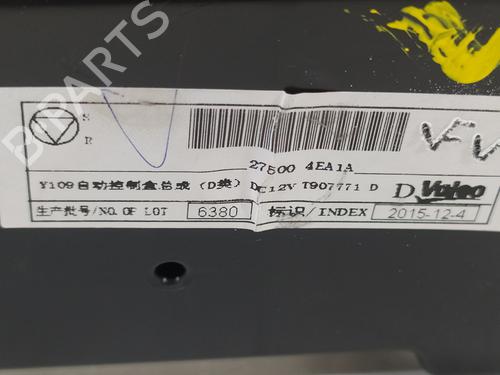 S
R
27500 4EA1A
Y109自动控制盒总成 (D类) DC12V T907771 D D Valeo
生产批号/NO.OF LOT 6380 标识/INDEX 2015-12-4
B-PARTS